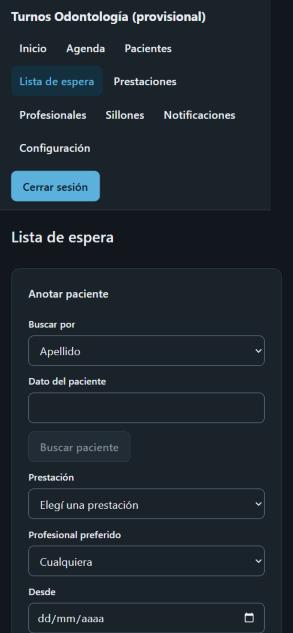 Turnos Odontología (provisional)
Inicio Agenda Pacientes
Lista de espera Prestaciones
Profesionales Sillones Notificaciones
Configuración
Cerrar sesión
Lista de espera
Anotar paciente
Buscar por
Apellido
Dato del paciente
Buscar paciente
Prestación
Elegí una prestación
Profesional preferido
Cualquiera
Desde
dd/mm/aaaa